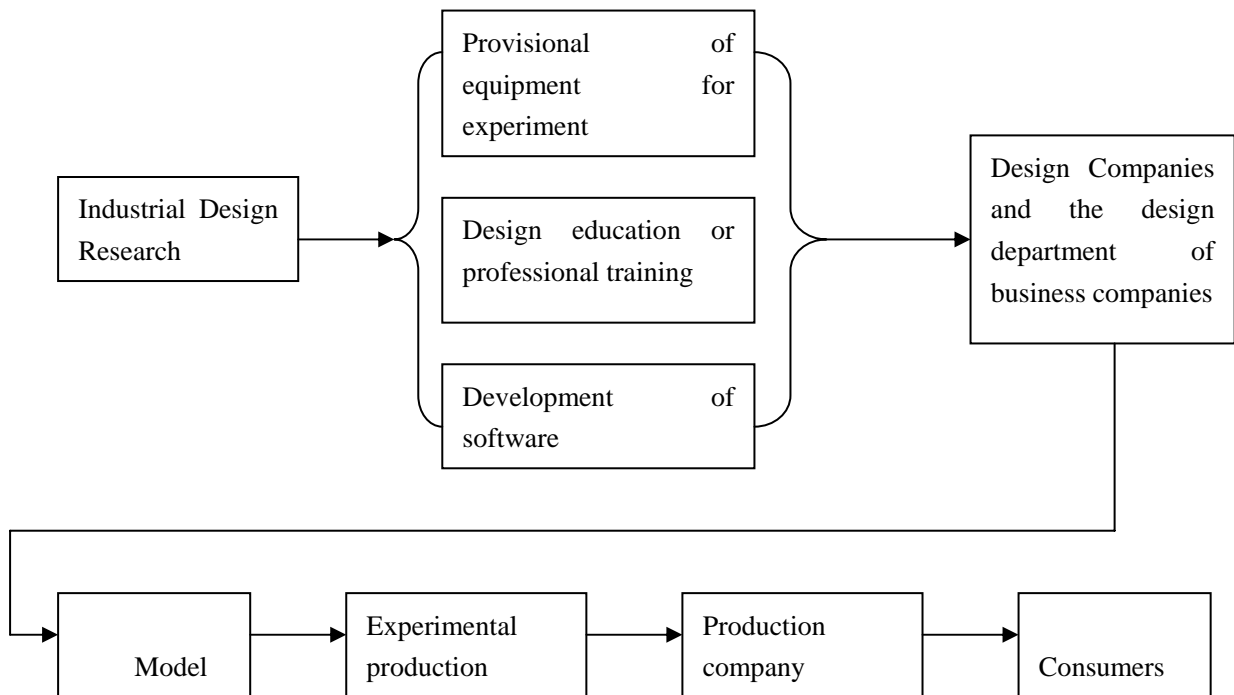 Provisional of
equipment for
experiment
Industrial Design
Research
Design education or
professional training
Development of
software
Design Companies
and the design
department of
business companies
Model
Experimental
production
Production
company
Consumers